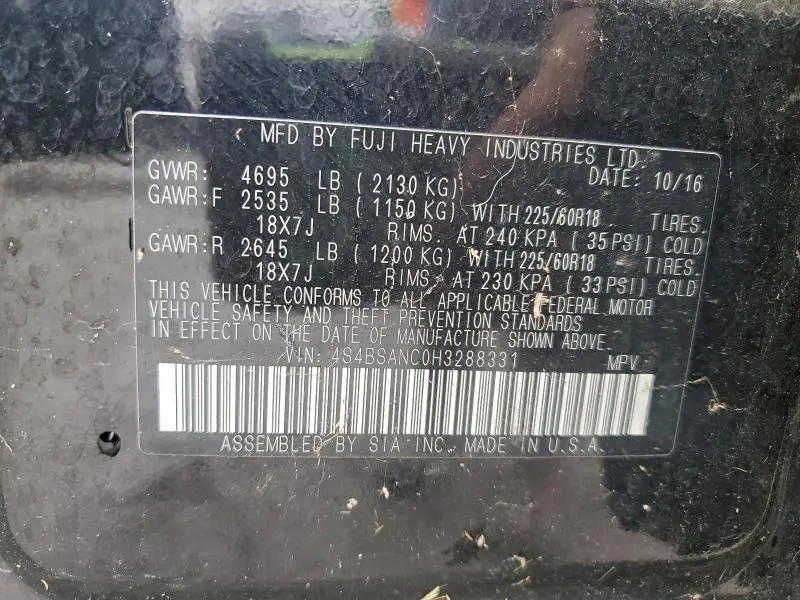 MFD BY FUJI HEAVY INDUSTRIES LTD.
DATE: 10/16
GVWR: 4695 LB ( 2130 KG)
GAWR:F 2535 LB ( 1150 KG) WITH 225/60R18 TIRES.
18X7J RIMS. AT 240 KPA ( 35 PSI) COLD
GAWR:R 2645 LB ( 1200 KG) WITH 225/60R18 TIRES.
18X7J RIMS. AT 230 KPA ( 33 PSI) COLD
THIS VEHICLE CONFORMS TO ALL APPLICABLE FEDERAL MOTOR
VEHICLE SAFETY AND THEFT PREVENTION STANDARDS
IN EFFECT ON THE DATE OF MANUFACTURE SHOWN ABOVE.
VIN: 4S4BSANC0H3288331 MPV
ASSEMBLED BY SIA INC. MADE IN U.S.A.